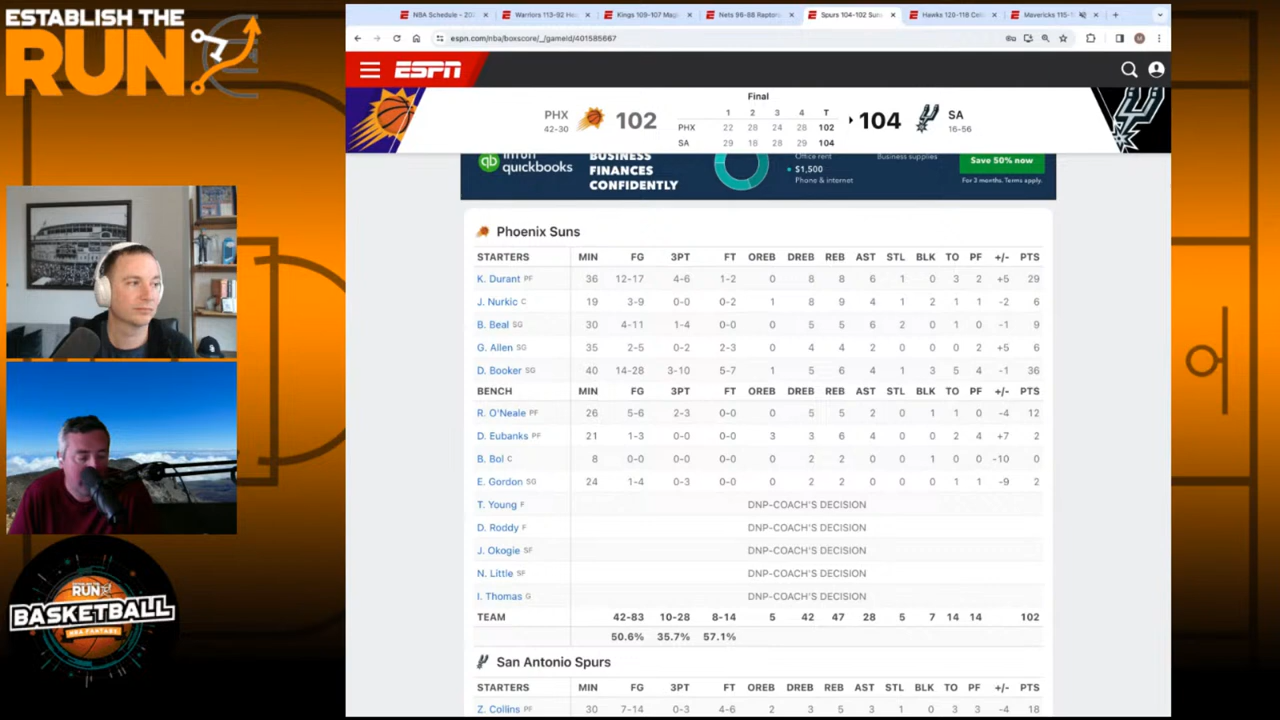 ESTABLISH THE
RUN
NSA Schedule - 202
Warriors 113-92 He
Kings 109-107 Magi
Nets 96-88 Raptor
Spurs 104-102 Sun
Hawks 120-118 Cel
Mavericks 115-1
espn.com/nba/boxscore/_/gameId/401585667
ESPN
Final
PHX 102 1 2 3 4 T 104 SA
42-30 PHX 22 28 24 28 102 16-56
SA 29 18 28 29 104
intuit quickbooks
BUSINESS FINANCES CONFIDENTLY
Office rent
$1,500
Phone & internet
Business supplies
Save 50% now
For 3 months. Terms apply.
Phoenix Suns
STARTERS MIN FG 3PT FT OREB DREB REB AST STL BLK TO PF +/- PTS
K. Durant PF 36 12-17 4-6 1-2 0 8 8 6 1 0 3 2 +5 29
J. Nurkic C 19 3-9 0-0 0-2 1 8 9 4 1 2 1 1 -2 6
B. Beal SG 30 4-11 1-4 0-0 0 5 5 6 2 0 1 0 -1 9
G. Allen SG 35 2-5 0-2 2-3 0 4 4 2 0 0 0 2 +5 6
D. Booker SG 40 14-28 3-10 5-7 1 5 6 4 1 3 5 4 -1 36
BENCH MIN FG 3PT FT OREB DREB REB AST STL BLK TO PF +/- PTS
R. O'Neale PF 26 5-6 2-3 0-0 0 5 5 2 0 1 1 0 -4 12
D. Eubanks PF 21 1-3 0-0 0-0 3 3 6 4 0 0 2 4 +7 2
B. Bol C 8 0-0 0-0 0-0 0 2 2 0 0 1 0 0 -10 0
E. Gordon SG 24 1-4 0-3 0-0 0 2 2 0 0 0 1 1 -9 2
T. Young F DNP-COACH'S DECISION
D. Roddy F DNP-COACH'S DECISION
J. Okogie SF DNP-COACH'S DECISION
N. Little SF DNP-COACH'S DECISION
I. Thomas G DNP-COACH'S DECISION
TEAM 42-83 10-28 8-14 5 42 47 28 5 7 14 14 102
50.6% 35.7% 57.1%
San Antonio Spurs
STARTERS MIN FG 3PT FT OREB DREB REB AST STL BLK TO PF +/- PTS
Z. Collins PF 30 7-14 0-3 4-6 2 3 5 3 1 0 3 3 -4 18
ESTABLISH THE
RUN
BASKETBALL
NBA FANTASY